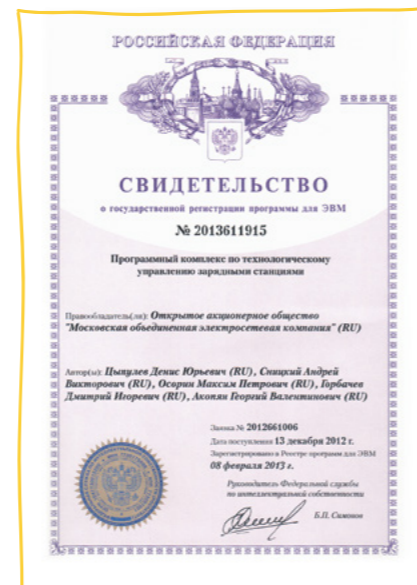 РОССИЙСКАЯ ФЕДЕРАЦИЯ
СВИДЕТЕЛЬСТВО
о государственной регистрации программы для ЭВМ
№ 2013611915
Программный комплекс по технологическому
управлению зарядными станциями
Правообладатель(ли): Открытое акционерное общество
"Московская объединенная электросетевая компания" (RU)
Автор(ы): Цыпулев Денис Юрьевич (RU), Сницкий Андрей
Викторович (RU), Осорин Максим Петрович (RU), Горбачев
Дмитрий Игоревич (RU), Акопян Георгий Валентинович (RU)
Заявка № 2012661006
Дата поступления 13 декабря 2012 г.
Зарегистрировано в Реестре программ для ЭВМ
08 февраля 2013 г.
Руководитель Федеральной службы
по интеллектуальной собственности
Б.П. Симонов